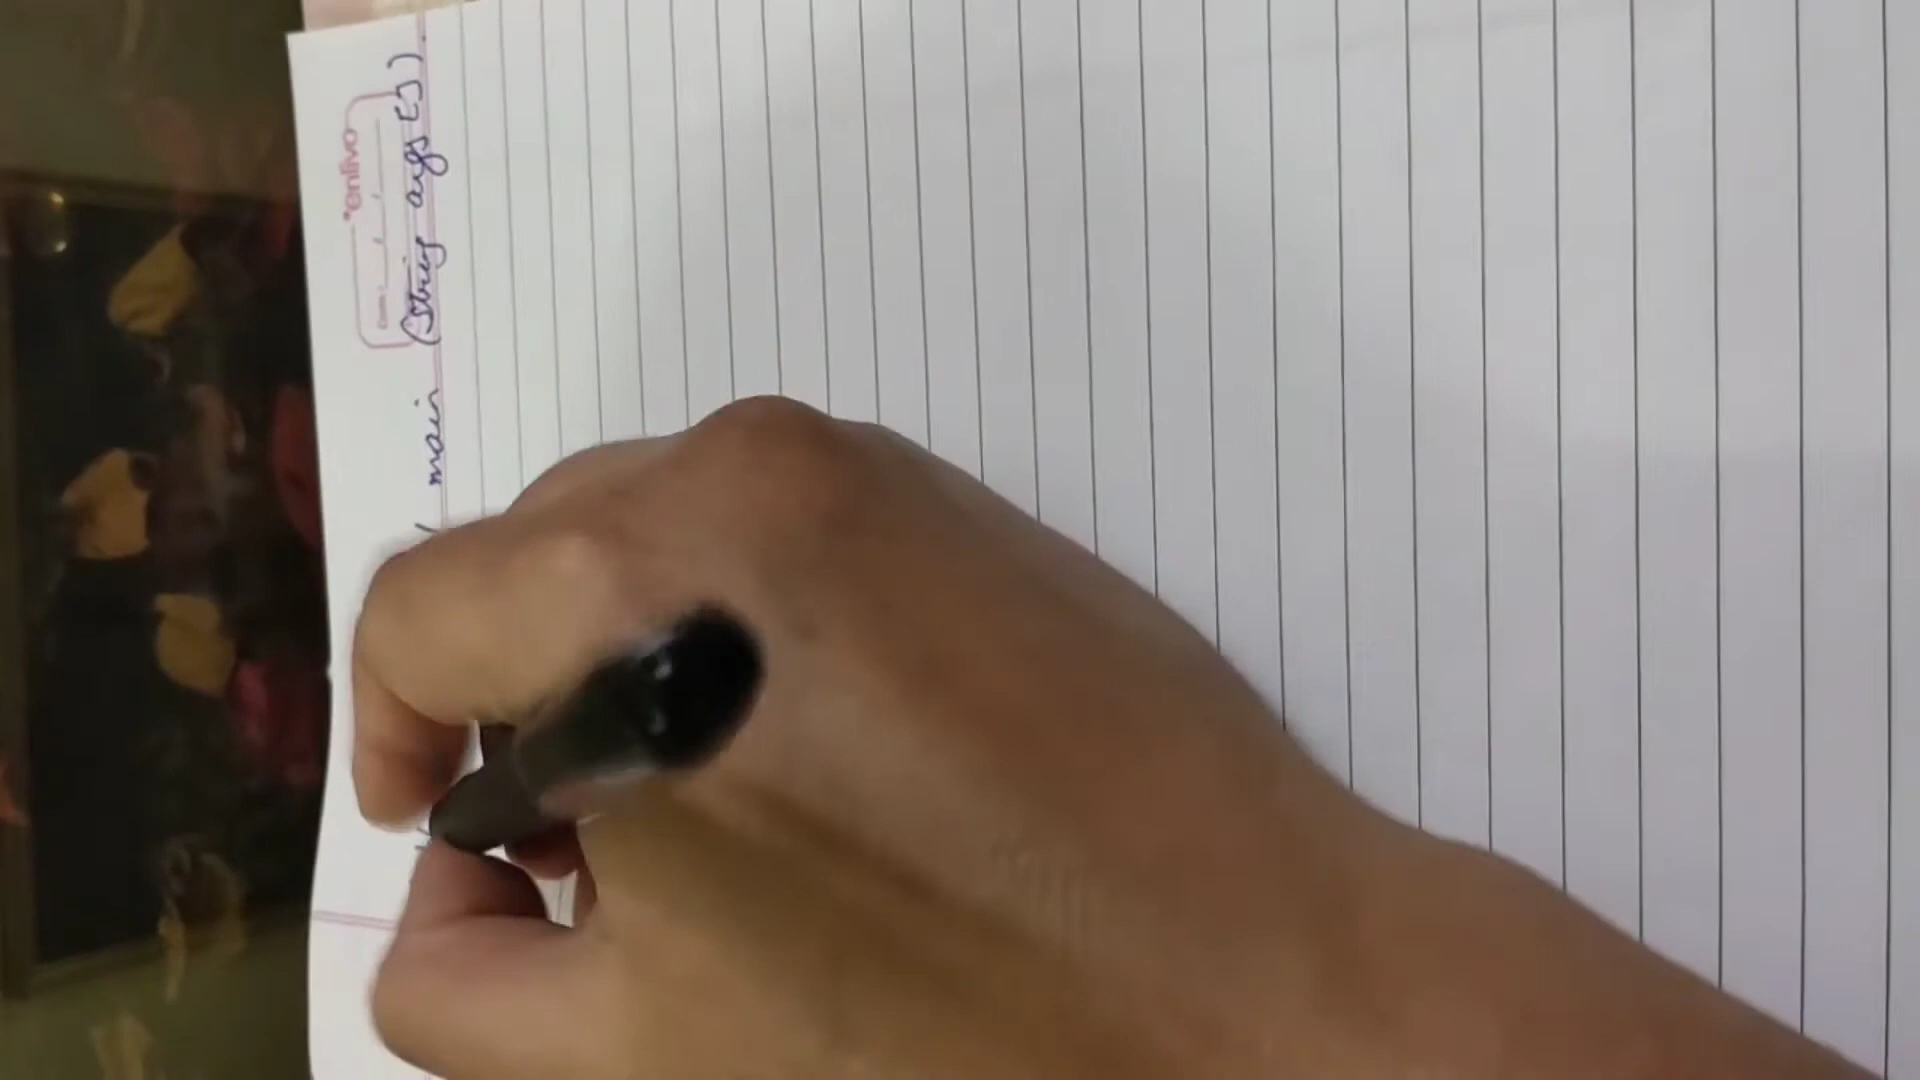 enlivo
Date:
main (String args[])